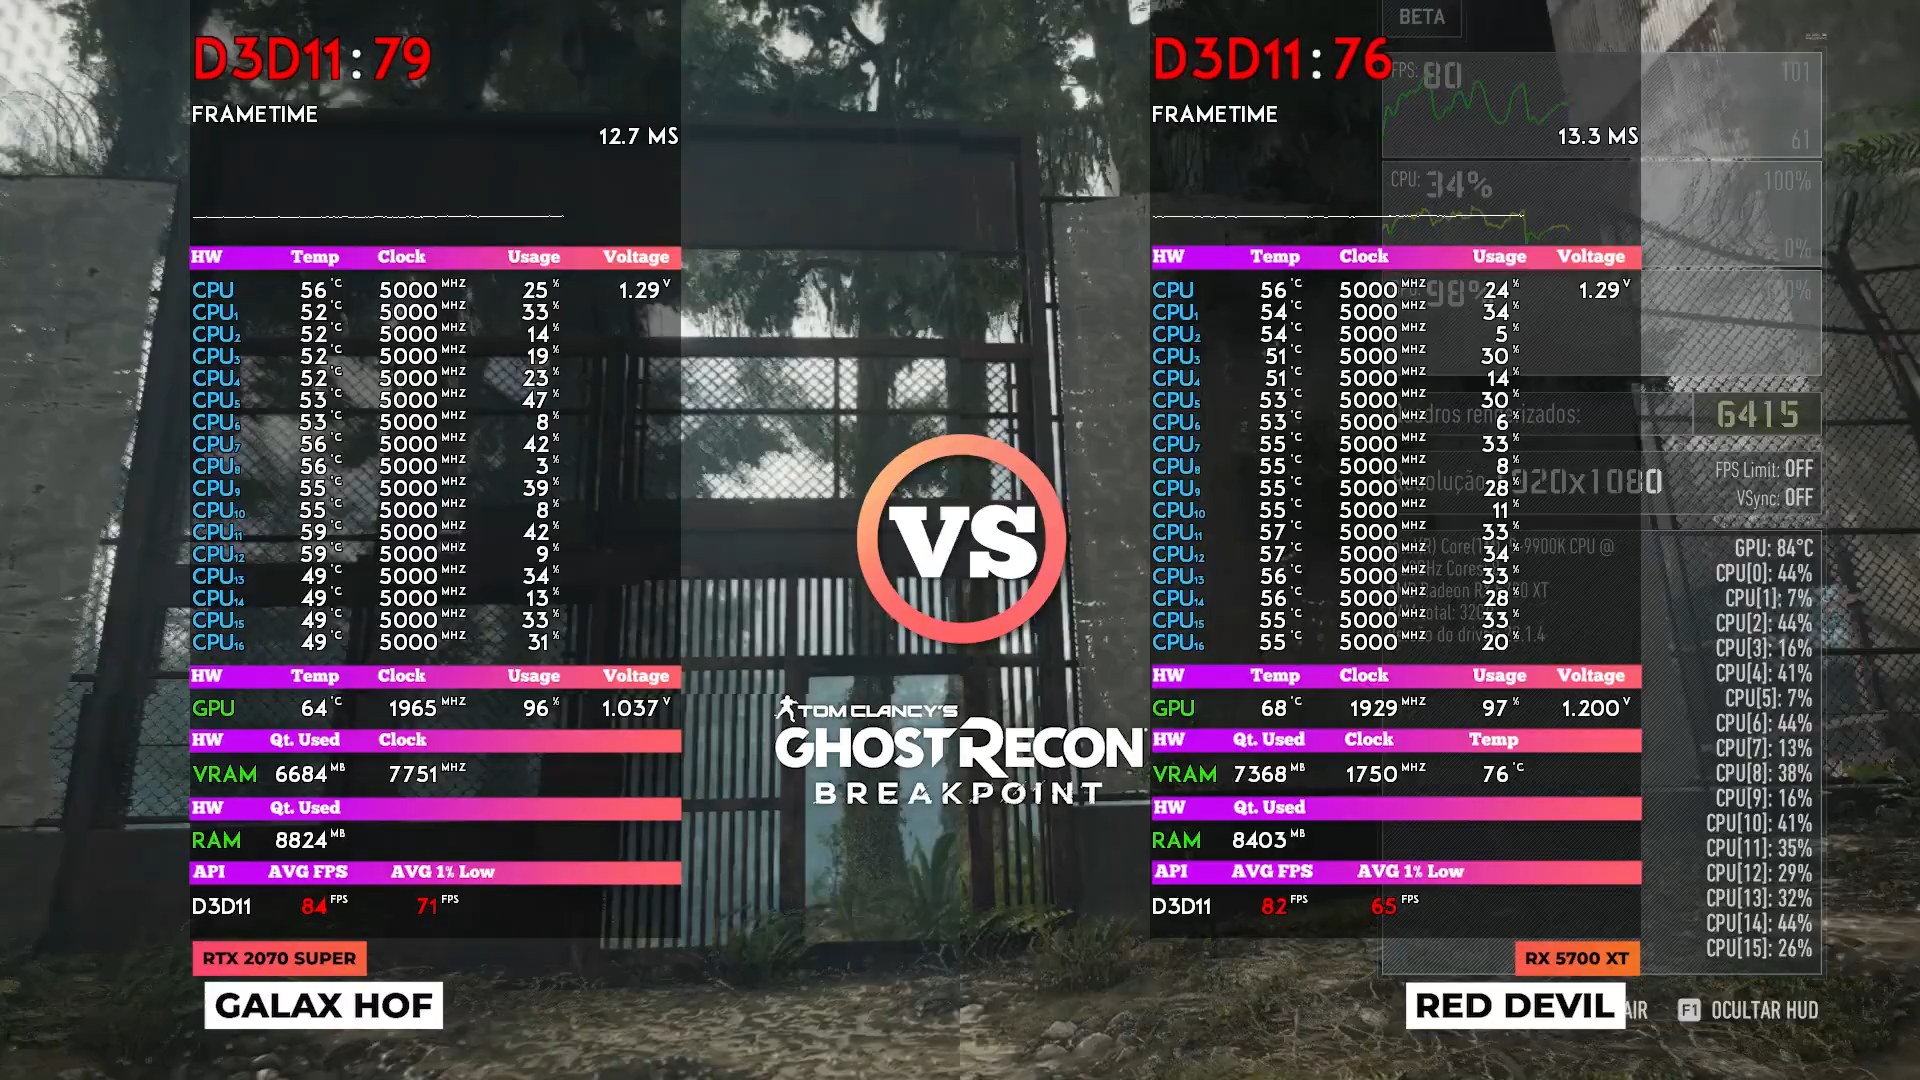 D3D11:79
FRAMETIME
12.7 MS
HW Temp Clock Usage Voltage
CPU 56 °C 5000 MHZ 25 % 1.29 V
CPU1 52 °C 5000 MHZ 33 %
CPU2 52 °C 5000 MHZ 14 %
CPU3 52 °C 5000 MHZ 19 %
CPU4 52 °C 5000 MHZ 23 %
CPU5 53 °C 5000 MHZ 47 %
CPU6 53 °C 5000 MHZ 8 %
CPU7 56 °C 5000 MHZ 42 %
CPU8 56 °C 5000 MHZ 3 %
CPU9 55 °C 5000 MHZ 39 %
CPU10 55 °C 5000 MHZ 8 %
CPU11 59 °C 5000 MHZ 42 %
CPU12 59 °C 5000 MHZ 9 %
CPU13 49 °C 5000 MHZ 34 %
CPU14 49 °C 5000 MHZ 13 %
CPU15 49 °C 5000 MHZ 33 %
CPU16 49 °C 5000 MHZ 31 %
HW Temp Clock Usage Voltage
GPU 64 °C 1965 MHZ 96 % 1.037 V
HW Qt. Used Clock
VRAM 6684 MB 7751 MHZ
HW Qt. Used
RAM 8824 MB
API AVG FPS AVG 1% Low
D3D11 84 FPS 71 FPS
RTX 2070 SUPER
GALAX HOF
VS
TOM CLANCY'S
GHOST RECON
BREAKPOINT
D3D11:76
FRAMETIME
13.3 MS
HW Temp Clock Usage Voltage
CPU 56 °C 5000 MHZ 24 % 1.29 V
CPU1 54 °C 5000 MHZ 34 %
CPU2 54 °C 5000 MHZ 5 %
CPU3 51 °C 5000 MHZ 30 %
CPU4 51 °C 5000 MHZ 14 %
CPU5 53 °C 5000 MHZ 30 %
CPU6 53 °C 5000 MHZ 6 %
CPU7 55 °C 5000 MHZ 33 %
CPU8 55 °C 5000 MHZ 8 %
CPU9 55 °C 5000 MHZ 28 %
CPU10 55 °C 5000 MHZ 11 %
CPU11 57 °C 5000 MHZ 33 %
CPU12 57 °C 5000 MHZ 34 %
CPU13 56 °C 5000 MHZ 33 %
CPU14 56 °C 5000 MHZ 28 %
CPU15 55 °C 5000 MHZ 33 %
CPU16 55 °C 5000 MHZ 20 %
HW Temp Clock Usage Voltage
GPU 68 °C 1929 MHZ 97 % 1.200 V
HW Qt. Used Clock Temp
VRAM 7368 MB 1750 MHZ 76 °C
HW Qt. Used
RAM 8403 MB
API AVG FPS AVG 1% Low
D3D11 82 FPS 65 FPS
RX 5700 XT
RED DEVIL
BETA
FPS: 80 101
61
CPU: 34% 100%
0%
98%
6415
FPS Limit: OFF
VSync: OFF
9900K CPU @
XT
GPU: 84°C
CPU[0]: 44%
CPU[1]: 7%
CPU[2]: 44%
CPU[3]: 16%
CPU[4]: 41%
CPU[5]: 7%
CPU[6]: 44%
CPU[7]: 13%
CPU[8]: 38%
CPU[9]: 16%
CPU[10]: 41%
CPU[11]: 35%
CPU[12]: 29%
CPU[13]: 32%
CPU[14]: 44%
CPU[15]: 26%
F1 OCULTAR HUD